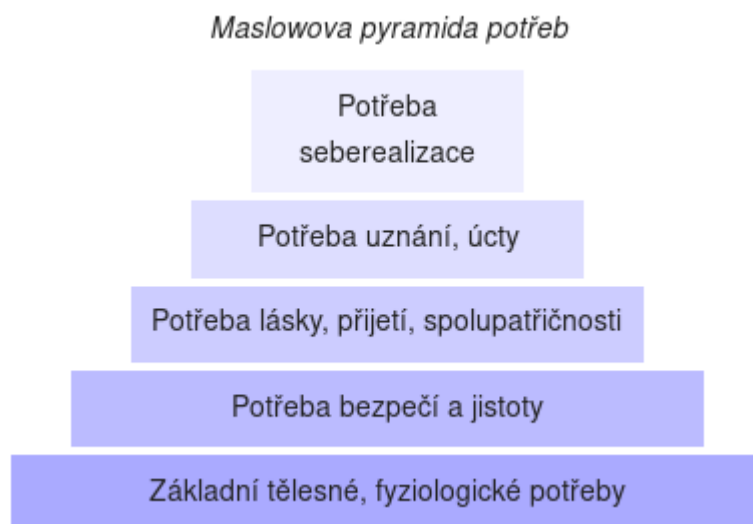 Maslowova pyramida potřeb
Potřeba
seberealizace
Potřeba uznání, úcty
Potřeba lásky, přijetí, spolupatřičnosti
Potřeba bezpečí a jistoty
Základní tělesné, fyziologické potřeby